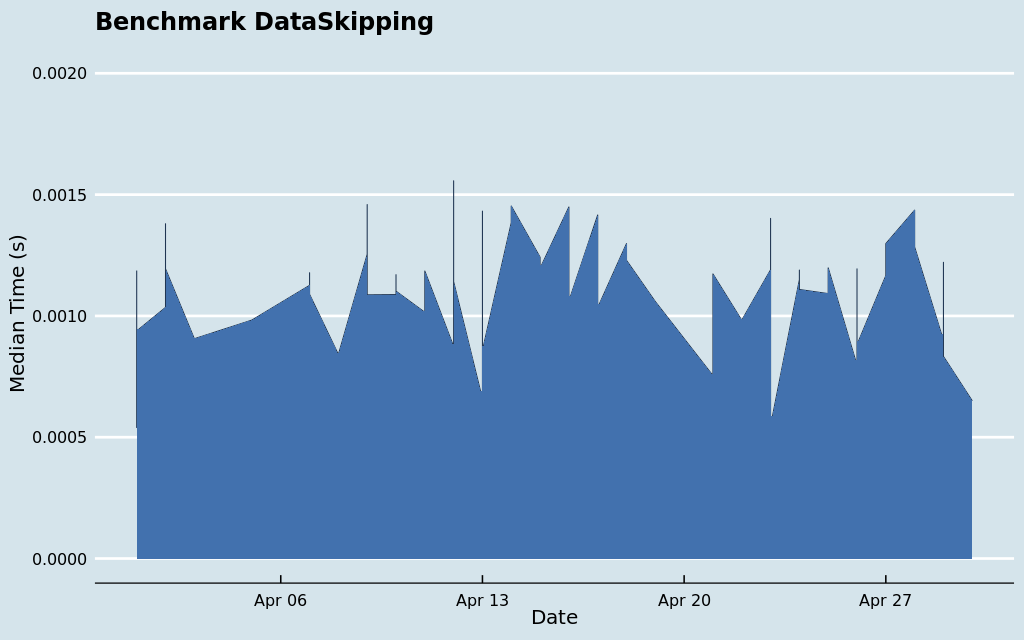 Benchmark DataSkipping
0.0020
0.0015
0.0010
0.0005
0.0000
Median Time (s)
Apr 06
Apr 13
Apr 20
Apr 27
Date